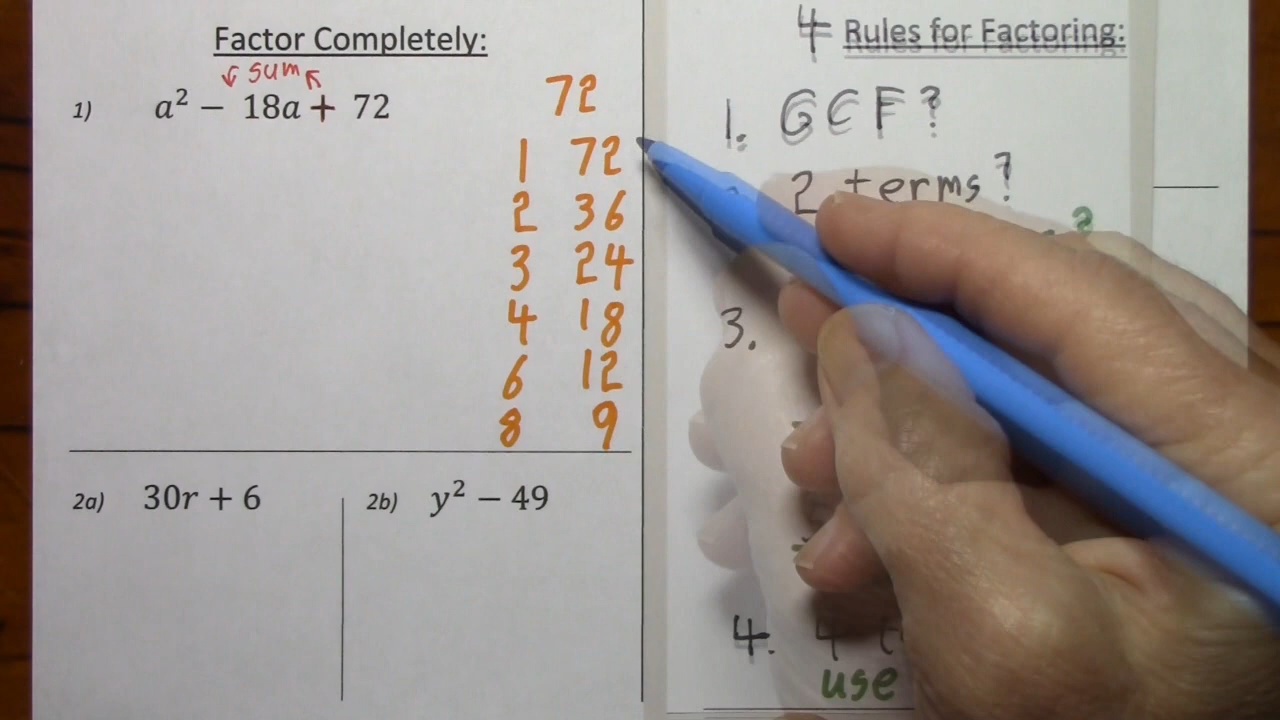 Factor Completely:
sum
1) a² − 18a + 72
72
1 72
2 36
3 24
4 18
6 12
8 9
2a) 30r + 6
2b) y² − 49
4 Rules for Factoring:
1. GCF?
2 terms?
?
3.
4. 4
use